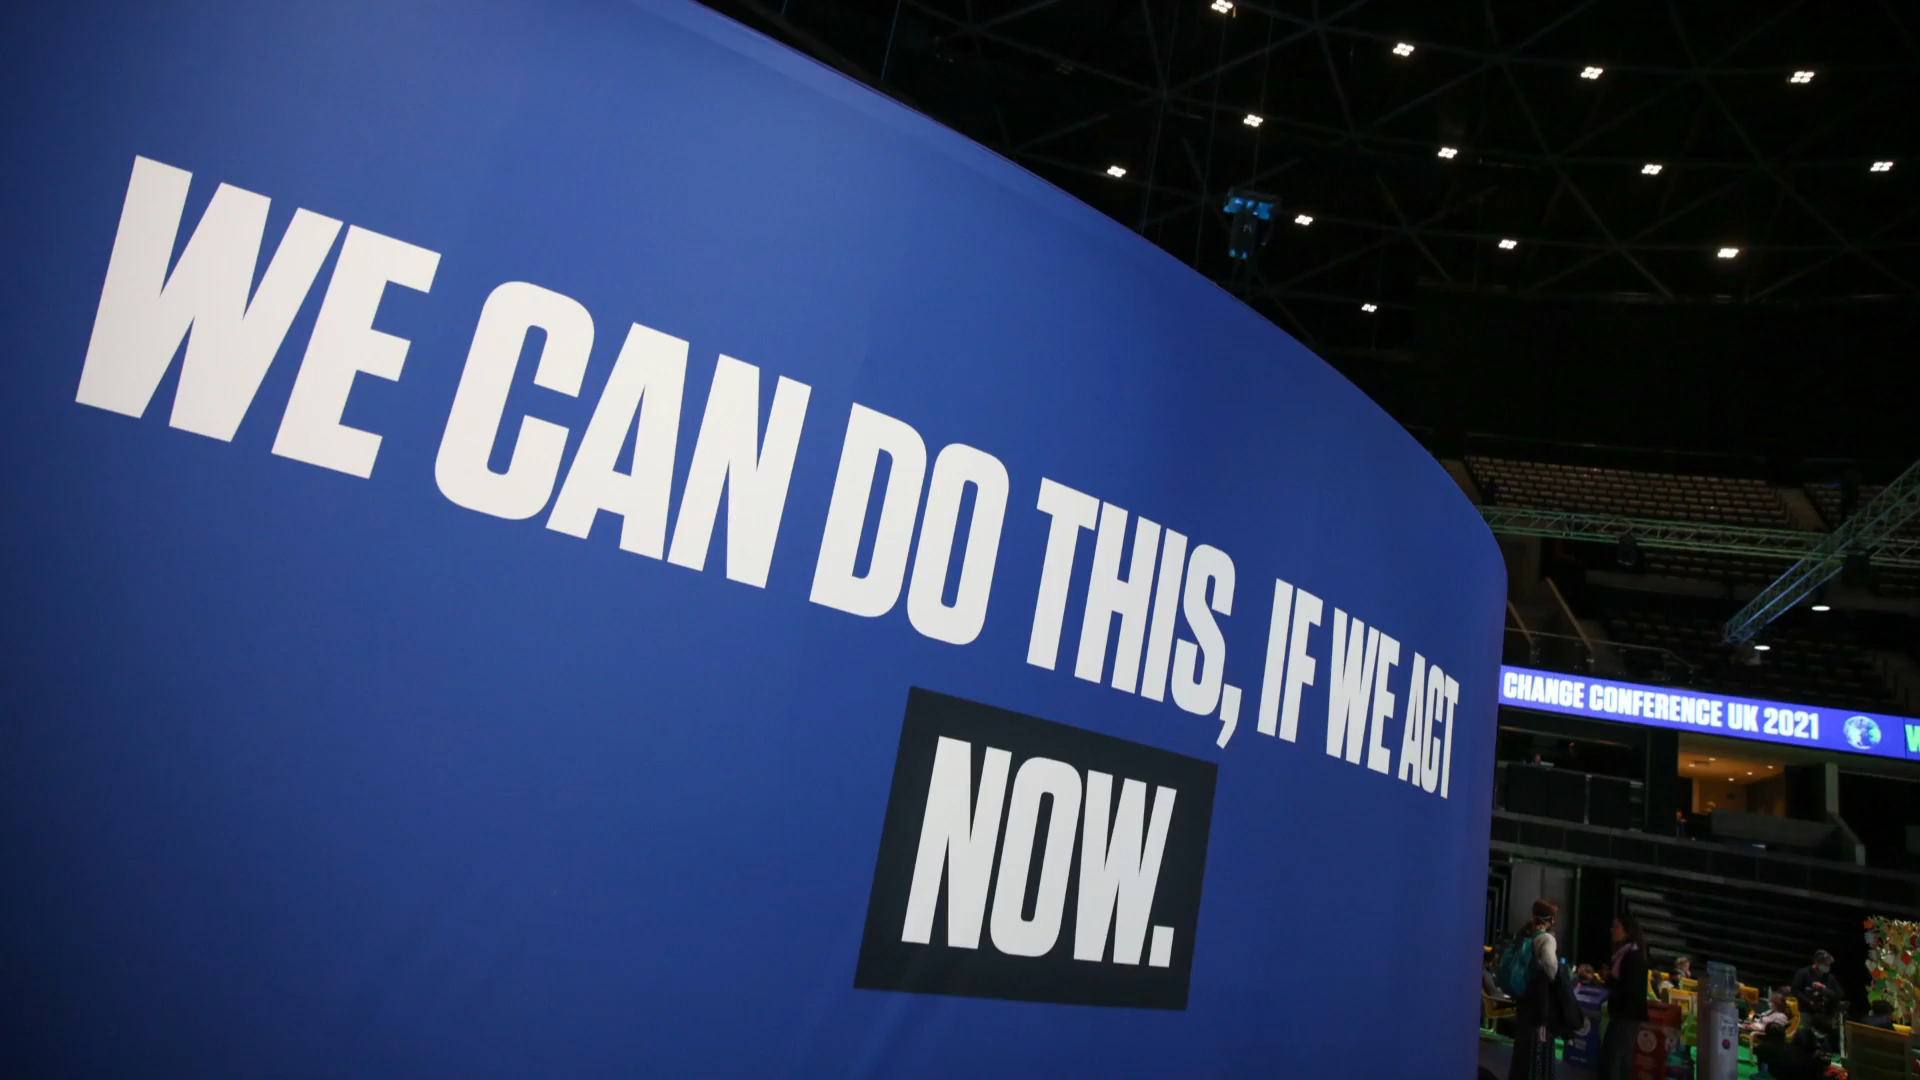 WE CAN DO THIS, IF WE ACT
NOW.
CHANGE CONFERENCE UK 2021